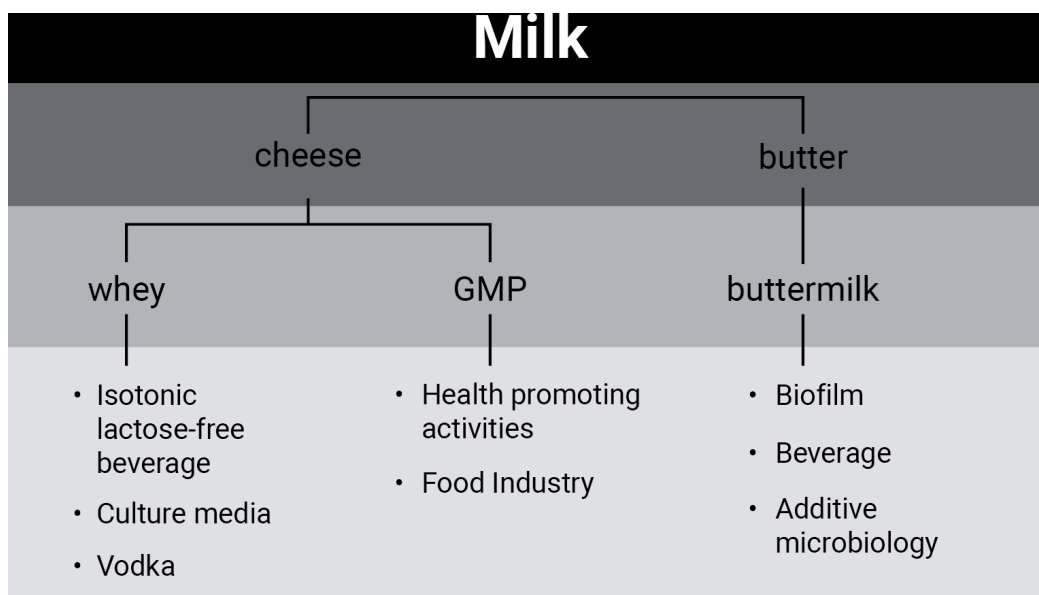 Milk
cheese
butter
whey
GMP
buttermilk
• Isotonic
lactose-free
beverage
• Culture media
• Vodka
• Health promoting
activities
• Food Industry
• Biofilm
• Beverage
• Additive
microbiology